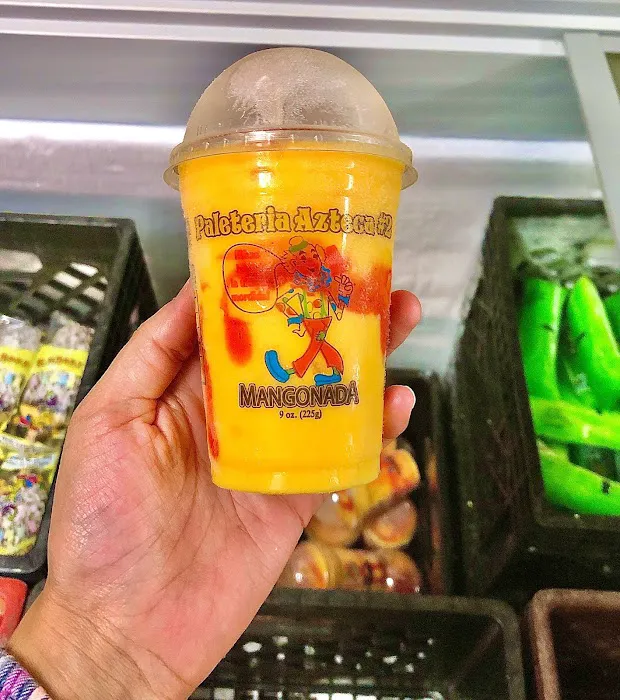 Paleteria Azteca #2
MANGONADA
9 oz. (225g)